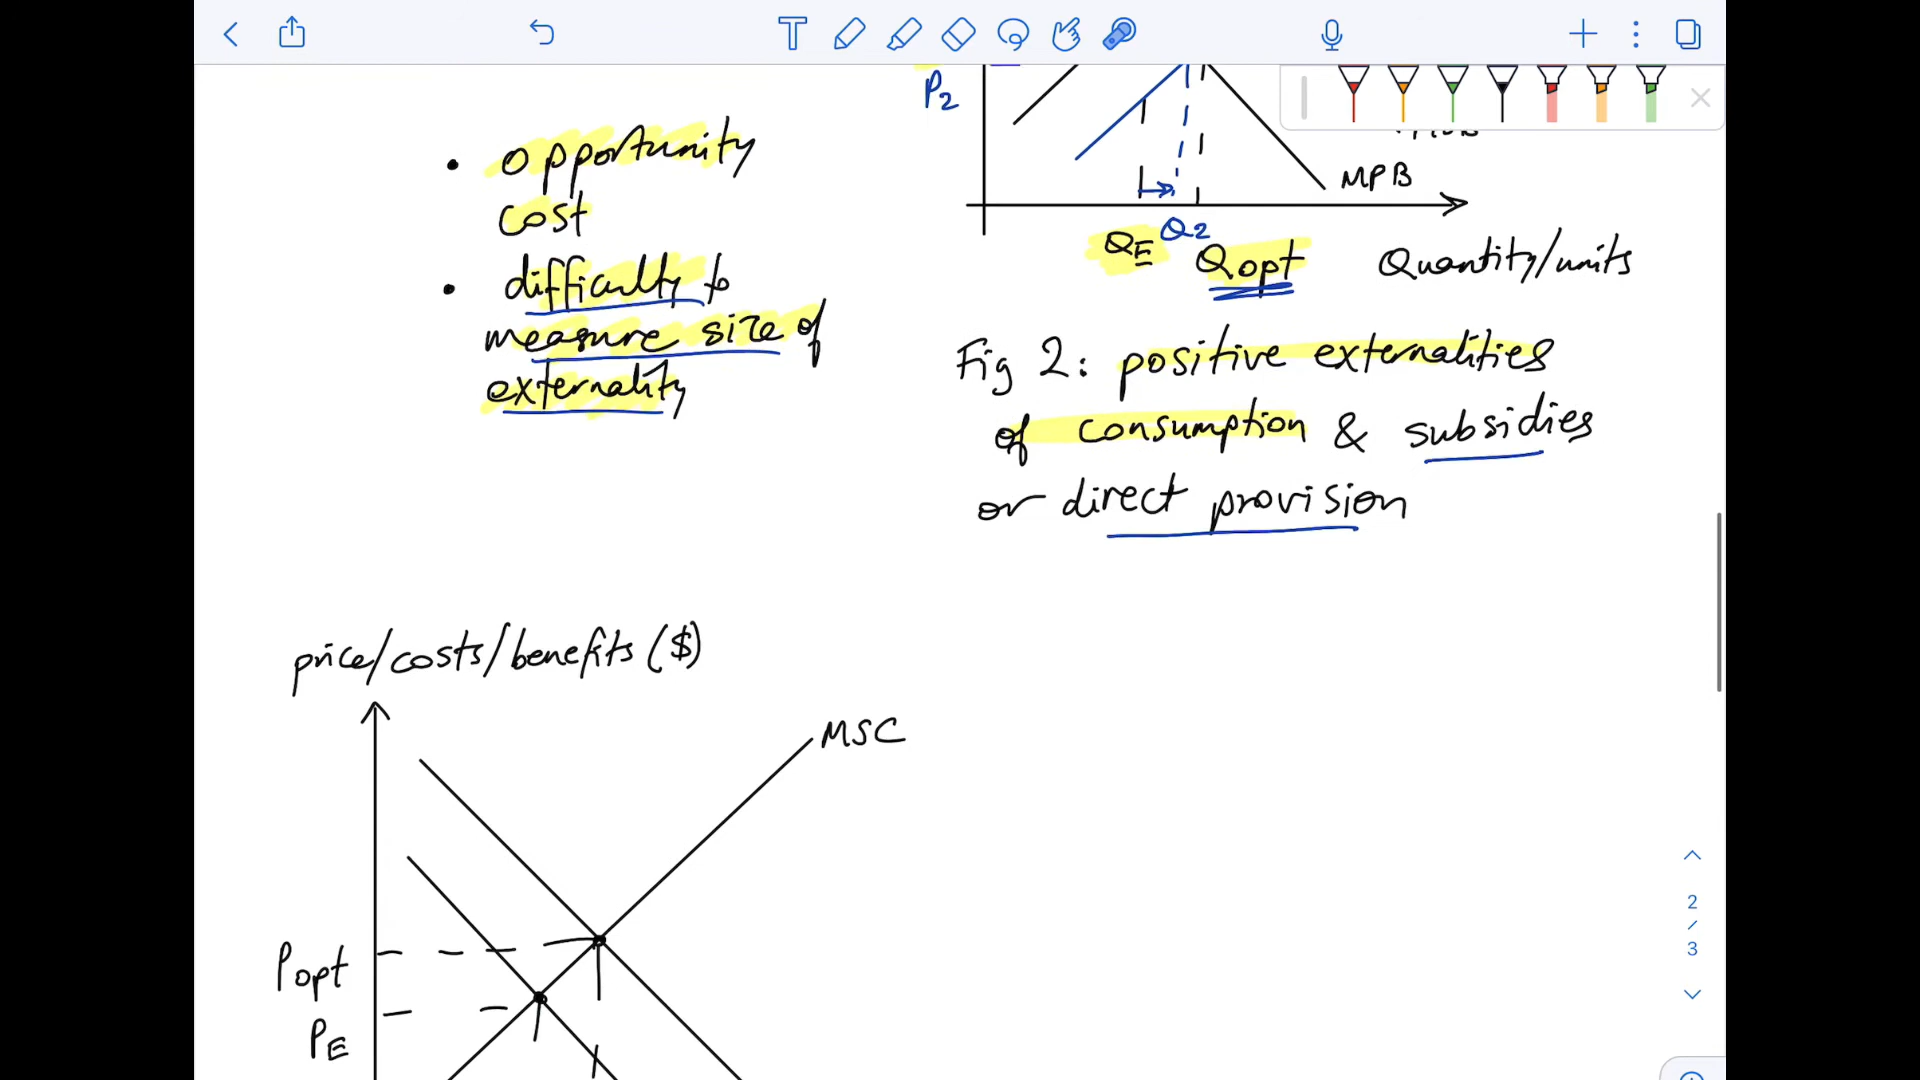 • opportunity
cost
• difficulty to
measure size of
externality
P2
MPB
QE Q2
Qopt
Quantity/units
Fig 2: positive externalities
of consumption & subsidies
or direct provision
price/costs/benefits ($)
MSC
Popt
PE
2
/
3